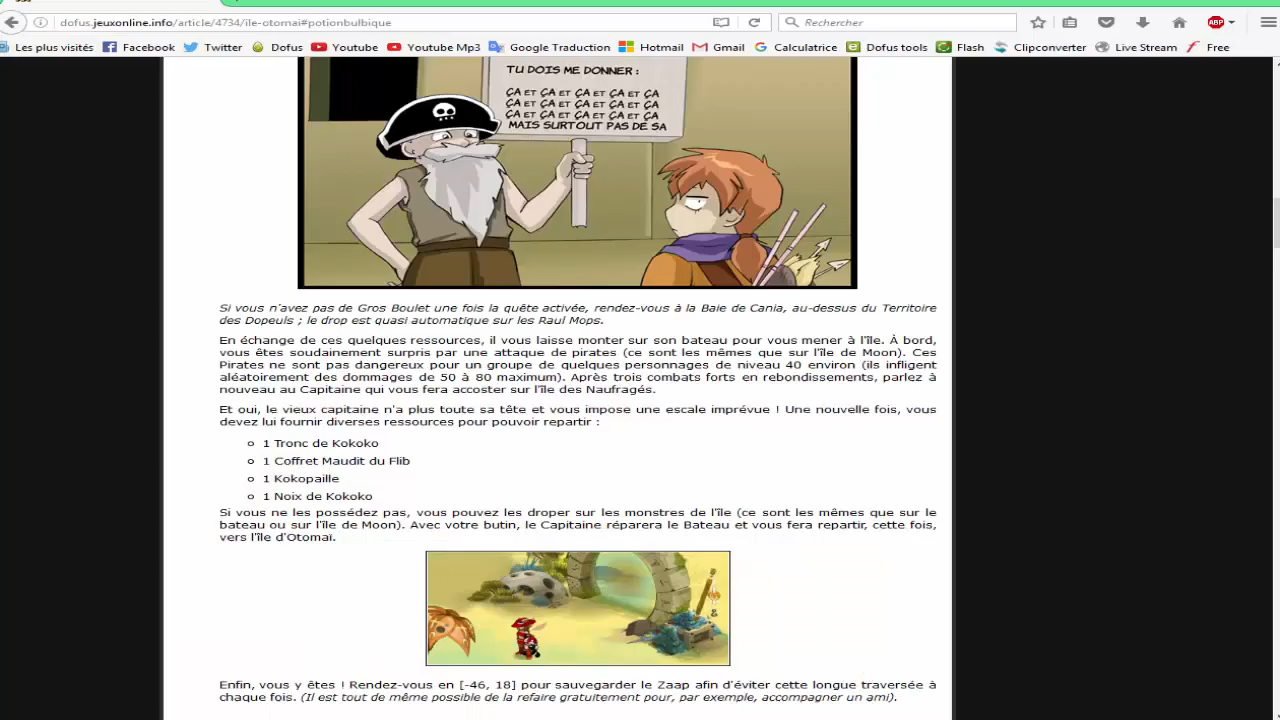 dofus.jeuxonline.info/article/4734/ile-otomai#potionbulbique
Rechercher
ABP
Les plus visités
Facebook
Twitter
Dofus
Youtube
Youtube Mp3
Google Traduction
Hotmail
Gmail
Calculatrice
Dofus tools
Flash
Clipconverter
Live Stream
Free
TU DOIS ME DONNER :
ÇA ET ÇA ET ÇA ET ÇA
ÇA ET ÇA ET ÇA ET ÇA
ÇA ET ÇA ET ÇA ET ÇA
MAIS SURTOUT PAS DE SA
Si vous n'avez pas de Gros Boulet une fois la quête activée, rendez-vous à la Baie de Cania, au-dessus du Territoire
des Dopeuls ; le drop est quasi automatique sur les Raul Mops.
En échange de ces quelques ressources, il vous laisse monter sur son bateau pour vous mener à l'île. À bord,
vous êtes soudainement surpris par une attaque de pirates (ce sont les mêmes que sur l'île de Moon). Ces
Pirates ne sont pas dangereux pour un groupe de quelques personnages de niveau 40 environ (ils infligent
aléatoirement des dommages de 50 à 80 maximum). Après trois combats forts en rebondissements, parlez à
nouveau au Capitaine qui vous fera accoster sur l'île des Naufragés.
Et oui, le vieux capitaine n'a plus toute sa tête et vous impose une escale imprévue ! Une nouvelle fois, vous
devez lui fournir diverses ressources pour pouvoir repartir :
1 Tronc de Kokoko
1 Coffret Maudit du Flib
1 Kokopaille
1 Noix de Kokoko
Si vous ne les possédez pas, vous pouvez les droper sur les monstres de l'île (ce sont les mêmes que sur le
bateau ou sur l'île de Moon). Avec votre butin, le Capitaine réparera le Bateau et vous fera repartir, cette fois,
vers l'île d'Otomaï.
Enfin, vous y êtes ! Rendez-vous en [-46, 18] pour sauvegarder le Zaap afin d'éviter cette longue traversée à
chaque fois. (Il est tout de même possible de la refaire gratuitement pour, par exemple, accompagner un ami).